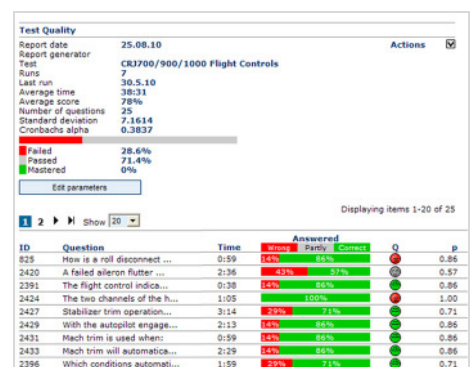 Test Quality
Report date 25.08.10 Actions
Report generator
Test CRJ700/900/1000 Flight Controls
Runs 7
Last run 30.5.10
Average time 38:31
Average score 78%
Number of questions 25
Standard deviation 7.1614
Cronbachs alpha 0.3837
Failed 28.6%
Passed 71.4%
Mastered 0%
Edit parameters
Displaying items 1-20 of 25
1 2 Show 20
Answered
ID Question Time Wrong Partly Correct Q p
825 How is a roll disconnect ... 0:59 14% 86% 0.86
2420 A failed aileron flutter ... 2:36 43% 57% 0.57
2391 The flight control indica... 0:38 14% 86% 0.86
2424 The two channels of the h... 1:05 100% 1.00
2427 Stabilizer trim operation... 3:14 29% 71% 0.71
2429 With the autopilot engage... 2:13 14% 86% 0.86
2431 Mach trim is used when: 0:59 14% 86% 0.86
2433 Mach trim will automatica... 2:29 14% 86% 0.86
2396 Which conditions automati... 1:59 29% 71% 0.71